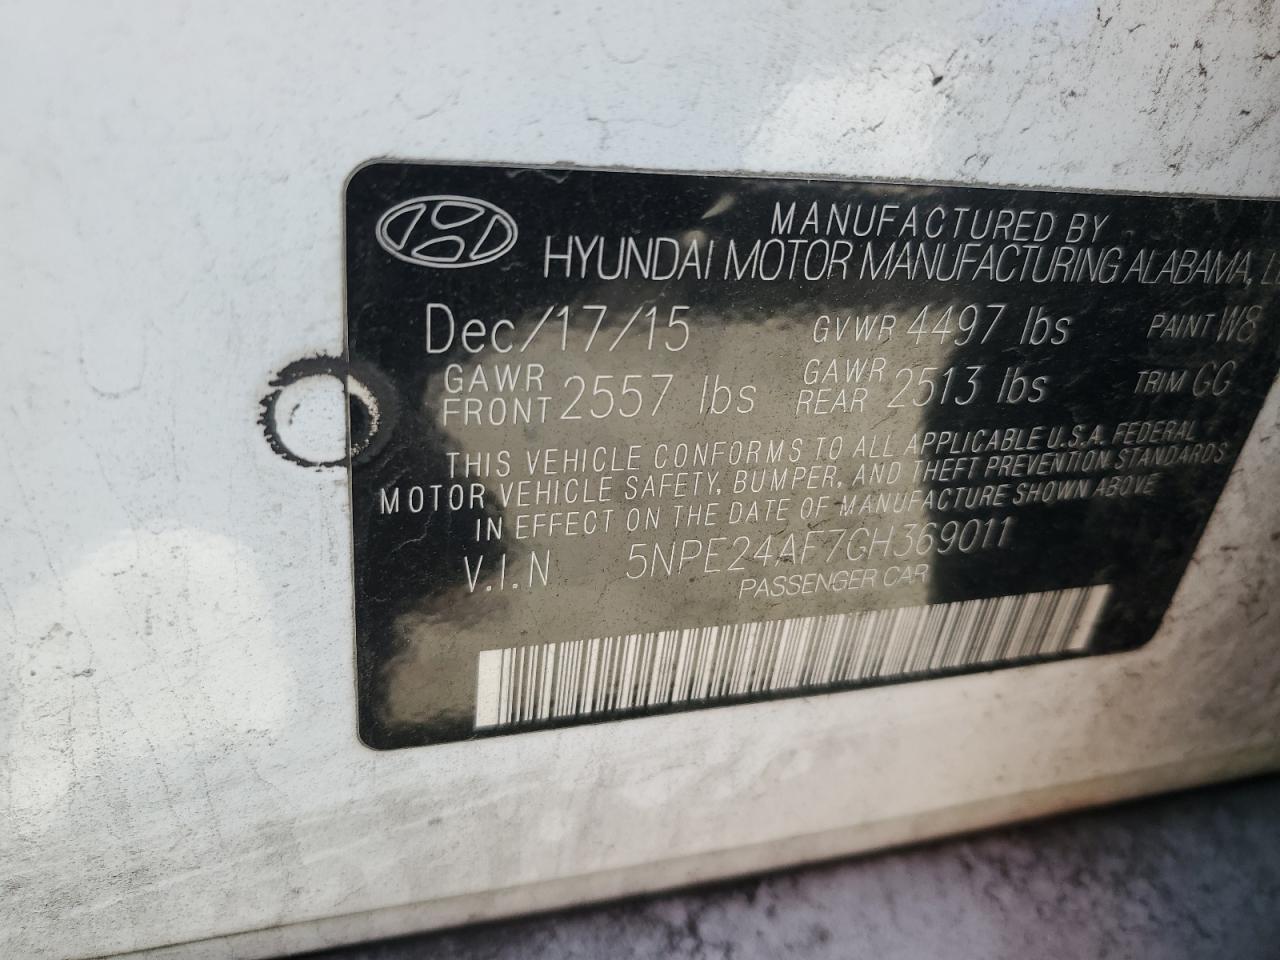 MANUFACTURED BY
HYUNDAI MOTOR MANUFACTURING ALABAMA,
Dec/17/15 GVWR 4497 lbs PAINT W8
GAWR FRONT 2557 lbs GAWR REAR 2513 lbs TRIM GG
THIS VEHICLE CONFORMS TO ALL APPLICABLE U.S.A. FEDERAL
MOTOR VEHICLE SAFETY, BUMPER, AND THEFT PREVENTION STANDARDS
IN EFFECT ON THE DATE OF MANUFACTURE SHOWN ABOVE
V.I.N 5NPE24AF7GH369011
PASSENGER CAR